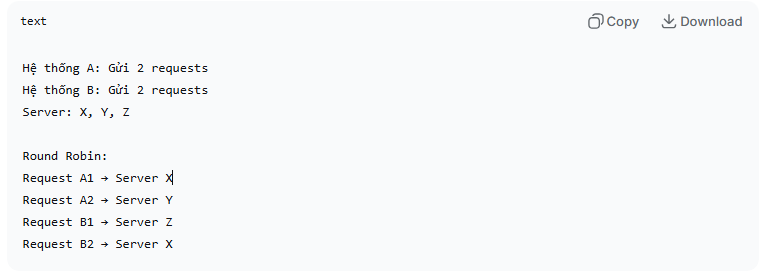 text
Copy
Download
Hệ thống A: Gửi 2 requests
Hệ thống B: Gửi 2 requests
Server: X, Y, Z
Round Robin:
Request A1 → Server X
Request A2 → Server Y
Request B1 → Server Z
Request B2 → Server X